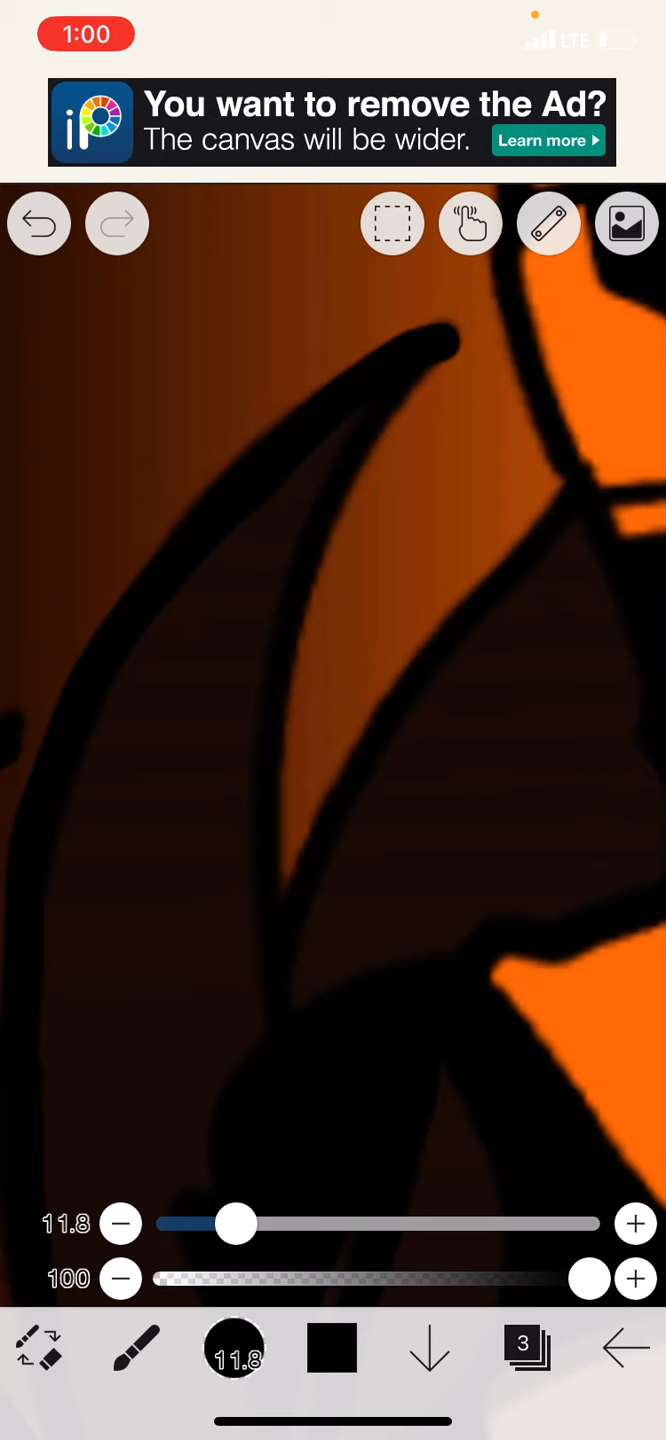 1:00
LTE
iP
You want to remove the Ad?
The canvas will be wider.
Learn more
11.8
100
11.8
3